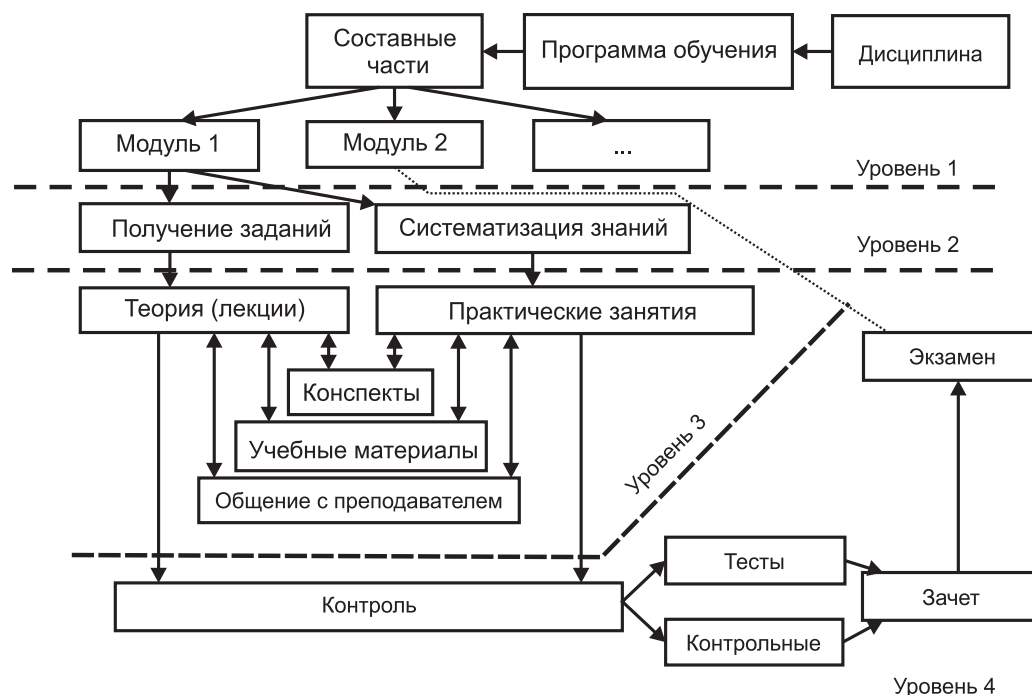 Составные
части
Программа обучения
Дисциплина
Модуль 1
Модуль 2
...
Уровень 1
Получение заданий
Систематизация знаний
Уровень 2
Теория (лекции)
Практические занятия
Экзамен
Конспекты
Учебные материалы
Уровень 3
Общение с преподавателем
Тесты
Контроль
Зачет
Контрольные
Уровень 4